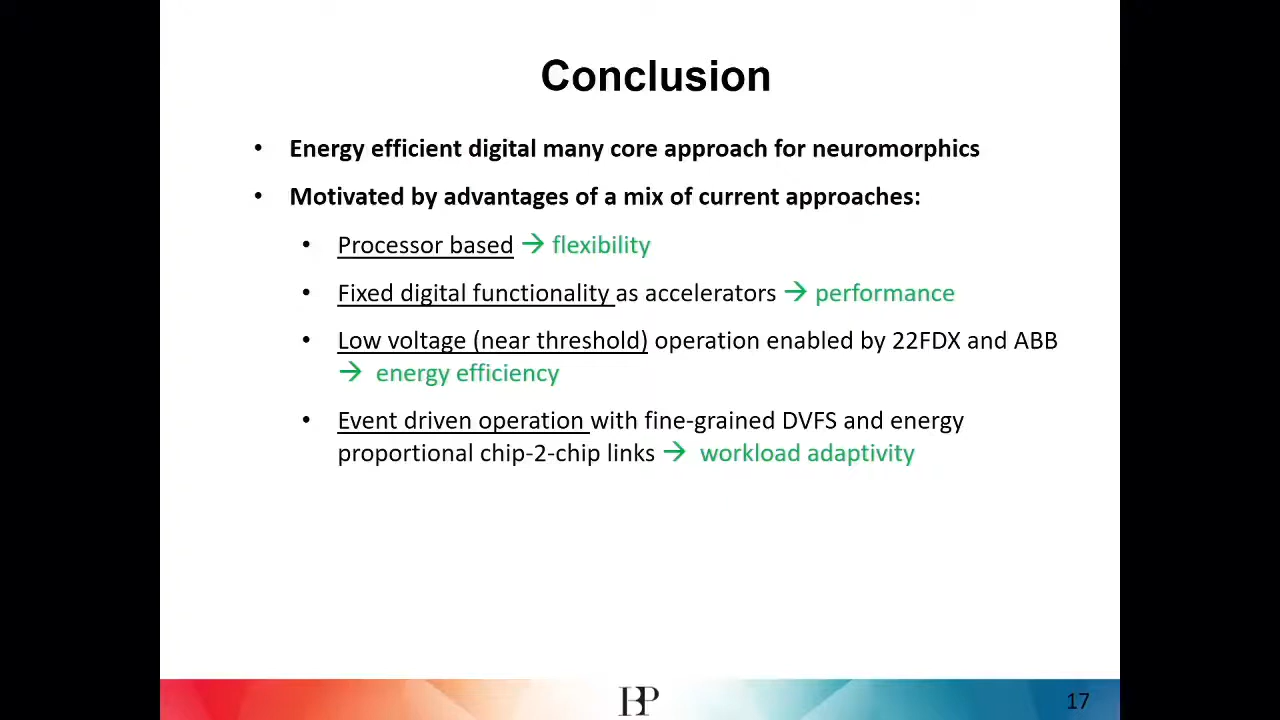 Conclusion
• Energy efficient digital many core approach for neuromorphics
• Motivated by advantages of a mix of current approaches:
• Processor based → flexibility
• Fixed digital functionality as accelerators → performance
• Low voltage (near threshold) operation enabled by 22FDX and ABB
→ energy efficiency
• Event driven operation with fine-grained DVFS and energy
proportional chip-2-chip links → workload adaptivity
HBP
17